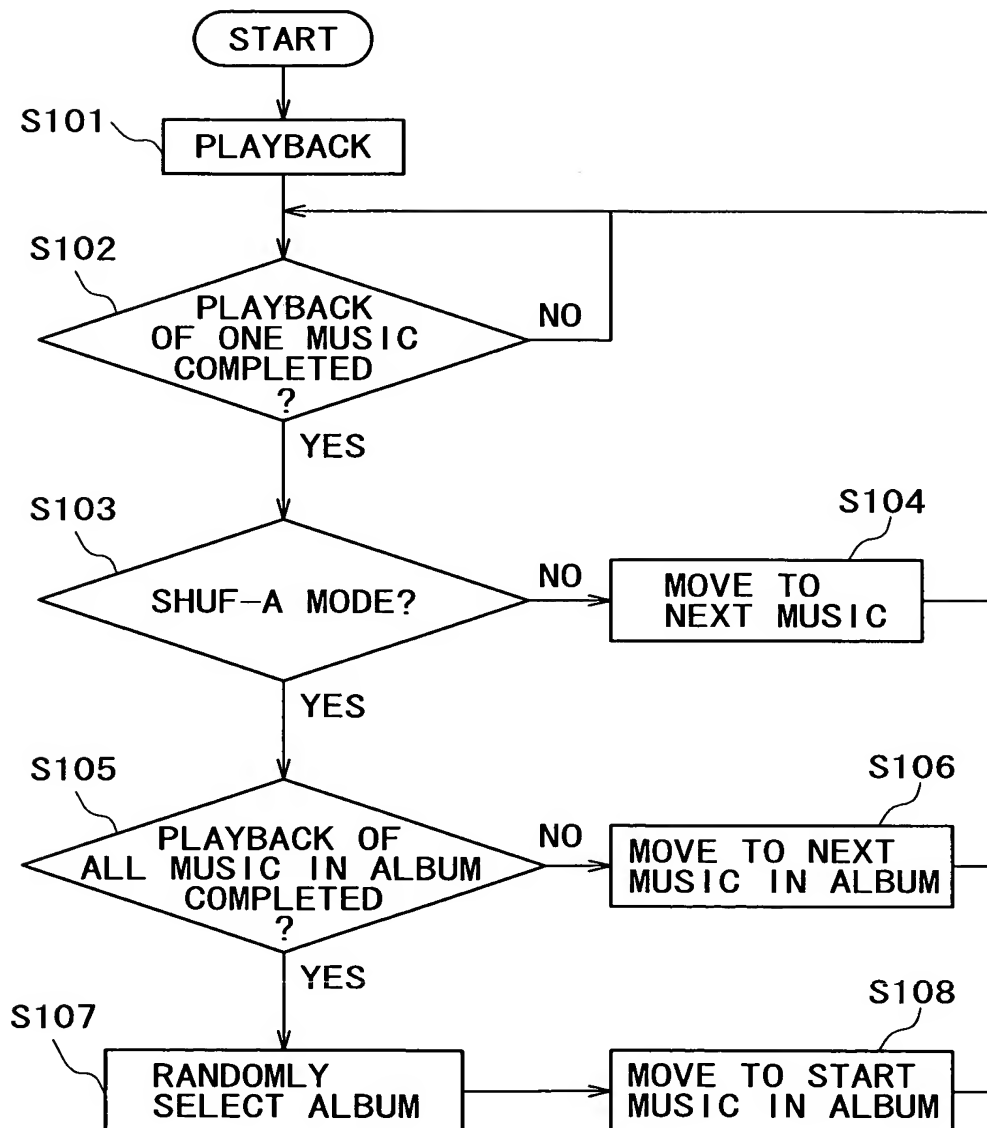 START
S101
PLAYBACK
S102
PLAYBACK
OF ONE MUSIC
COMPLETED
?
NO
YES
S103
SHUF-A MODE?
NO
S104
MOVE TO
NEXT MUSIC
YES
S105
PLAYBACK OF
ALL MUSIC IN ALBUM
COMPLETED
?
NO
S106
MOVE TO NEXT
MUSIC IN ALBUM
YES
S107
RANDOMLY
SELECT ALBUM
S108
MOVE TO START
MUSIC IN ALBUM